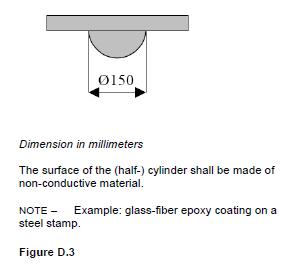 Ø150
Dimension in millimeters
The surface of the (half-) cylinder shall be made of
non-conductive material.
NOTE – Example: glass-fiber epoxy coating on a
steel stamp.
Figure D.3